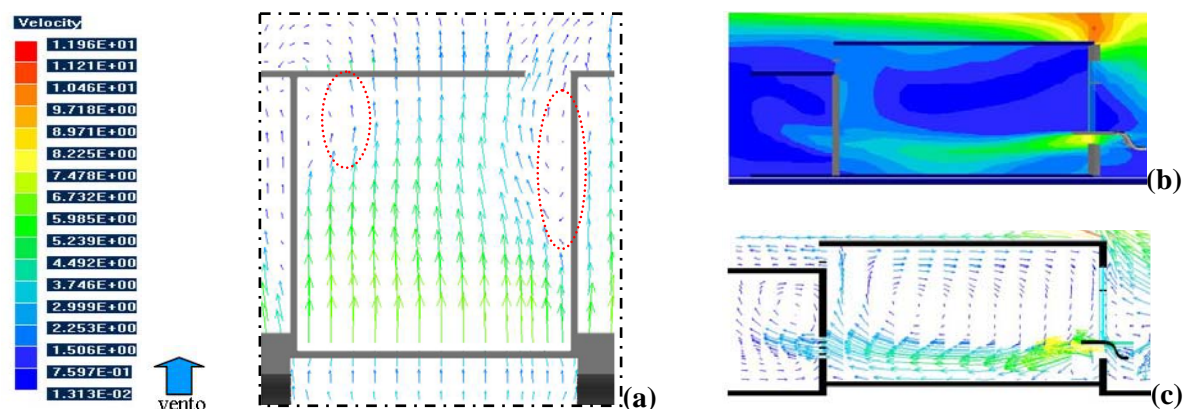 Velocity
1.196E+01
1.121E+01
1.046E+01
9.718E+00
8.971E+00
8.225E+00
7.478E+00
6.732E+00
5.985E+00
5.239E+00
4.492E+00
3.746E+00
2.999E+00
2.253E+00
1.506E+00
7.597E-01
1.313E-02
vento
(a)
(b)
(c)